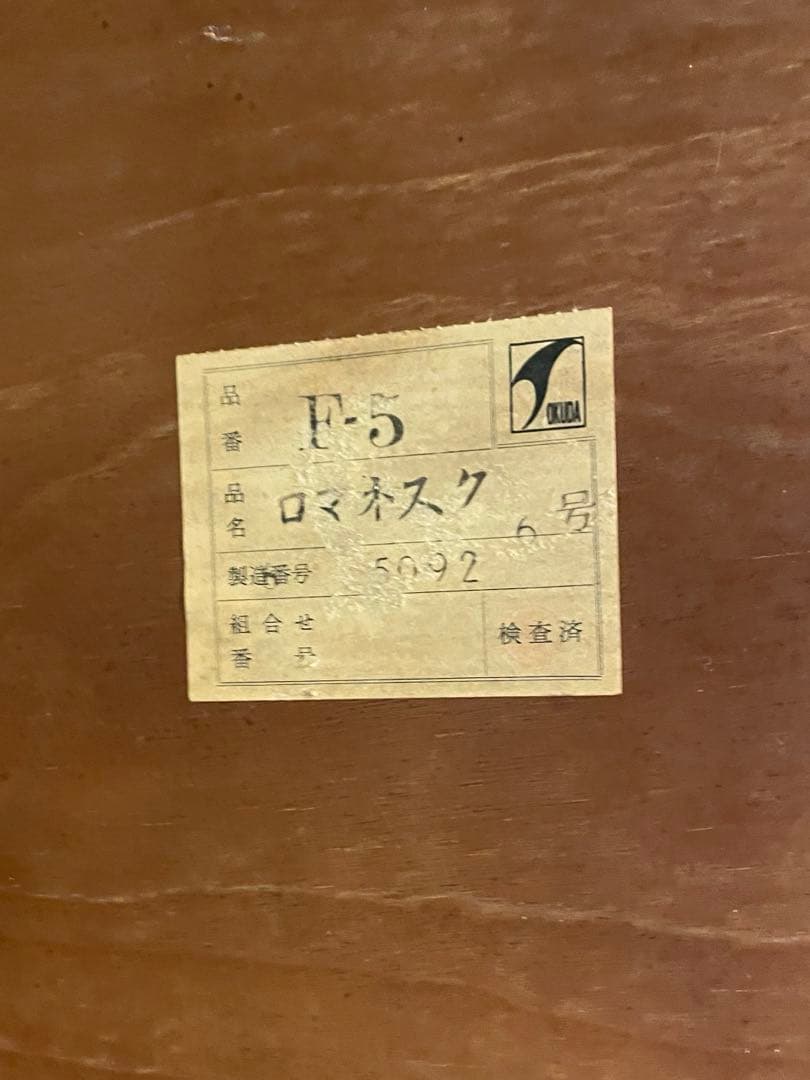 品番 F-5
OKUDA
品名 ロマネスク 6号
製造番号 5092
組合せ番号
検査済